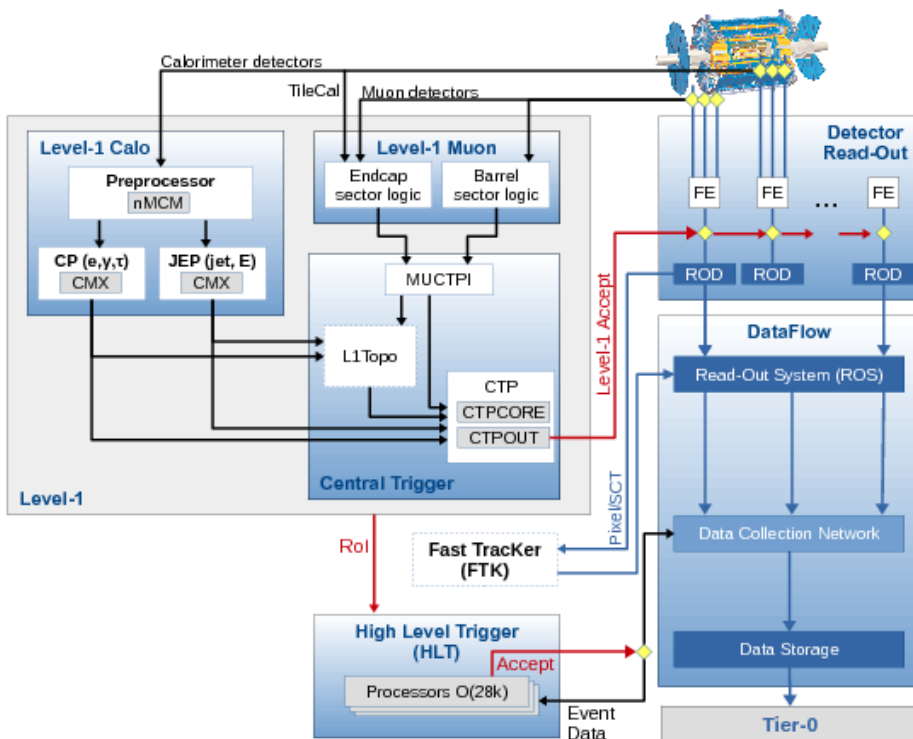 Calorimeter detectors
TileCal
Muon detectors
Level-1 Calo
Preprocessor
nMCM
CP (e,γ,τ)
CMX
JEP (jet, E)
CMX
Level-1 Muon
Endcap
sector logic
Barrel
sector logic
MUCTPI
L1Topo
CTP
CTPCORE
CTPOUT
Central Trigger
Level-1
Level-1 Accept
Detector
Read-Out
FE
FE
...
FE
ROD
ROD
ROD
DataFlow
Read-Out System (ROS)
Pixel/SCT
Data Collection Network
Data Storage
Tier-0
RoI
Fast TracKer
(FTK)
High Level Trigger
(HLT)
Accept
Processors O(28k)
Event
Data